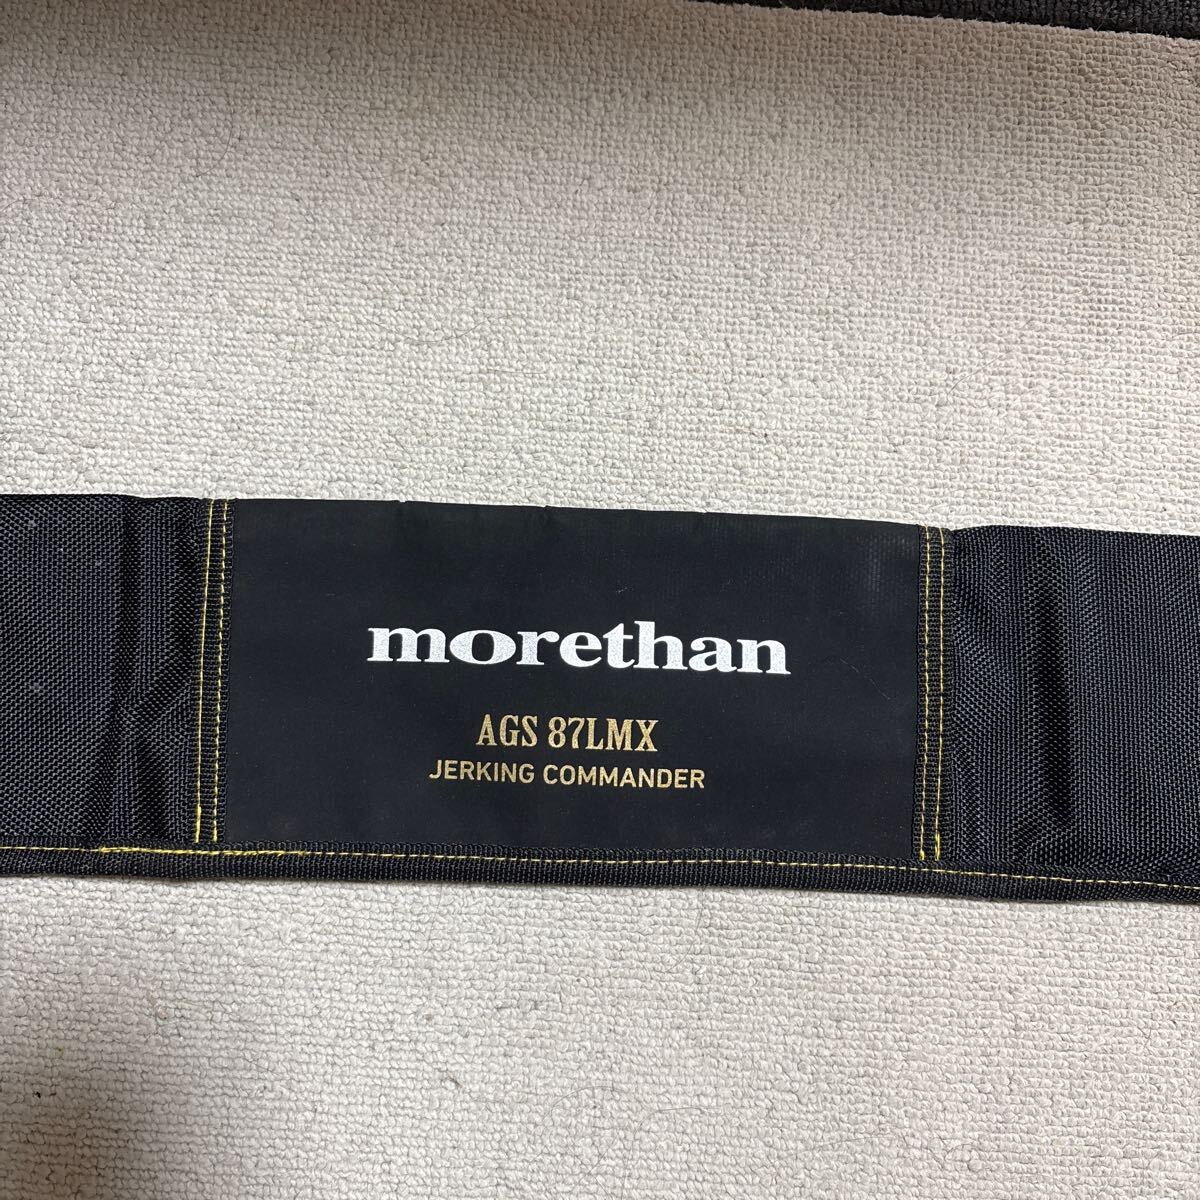 morethan
AGS 87LMX
JERKING COMMANDER